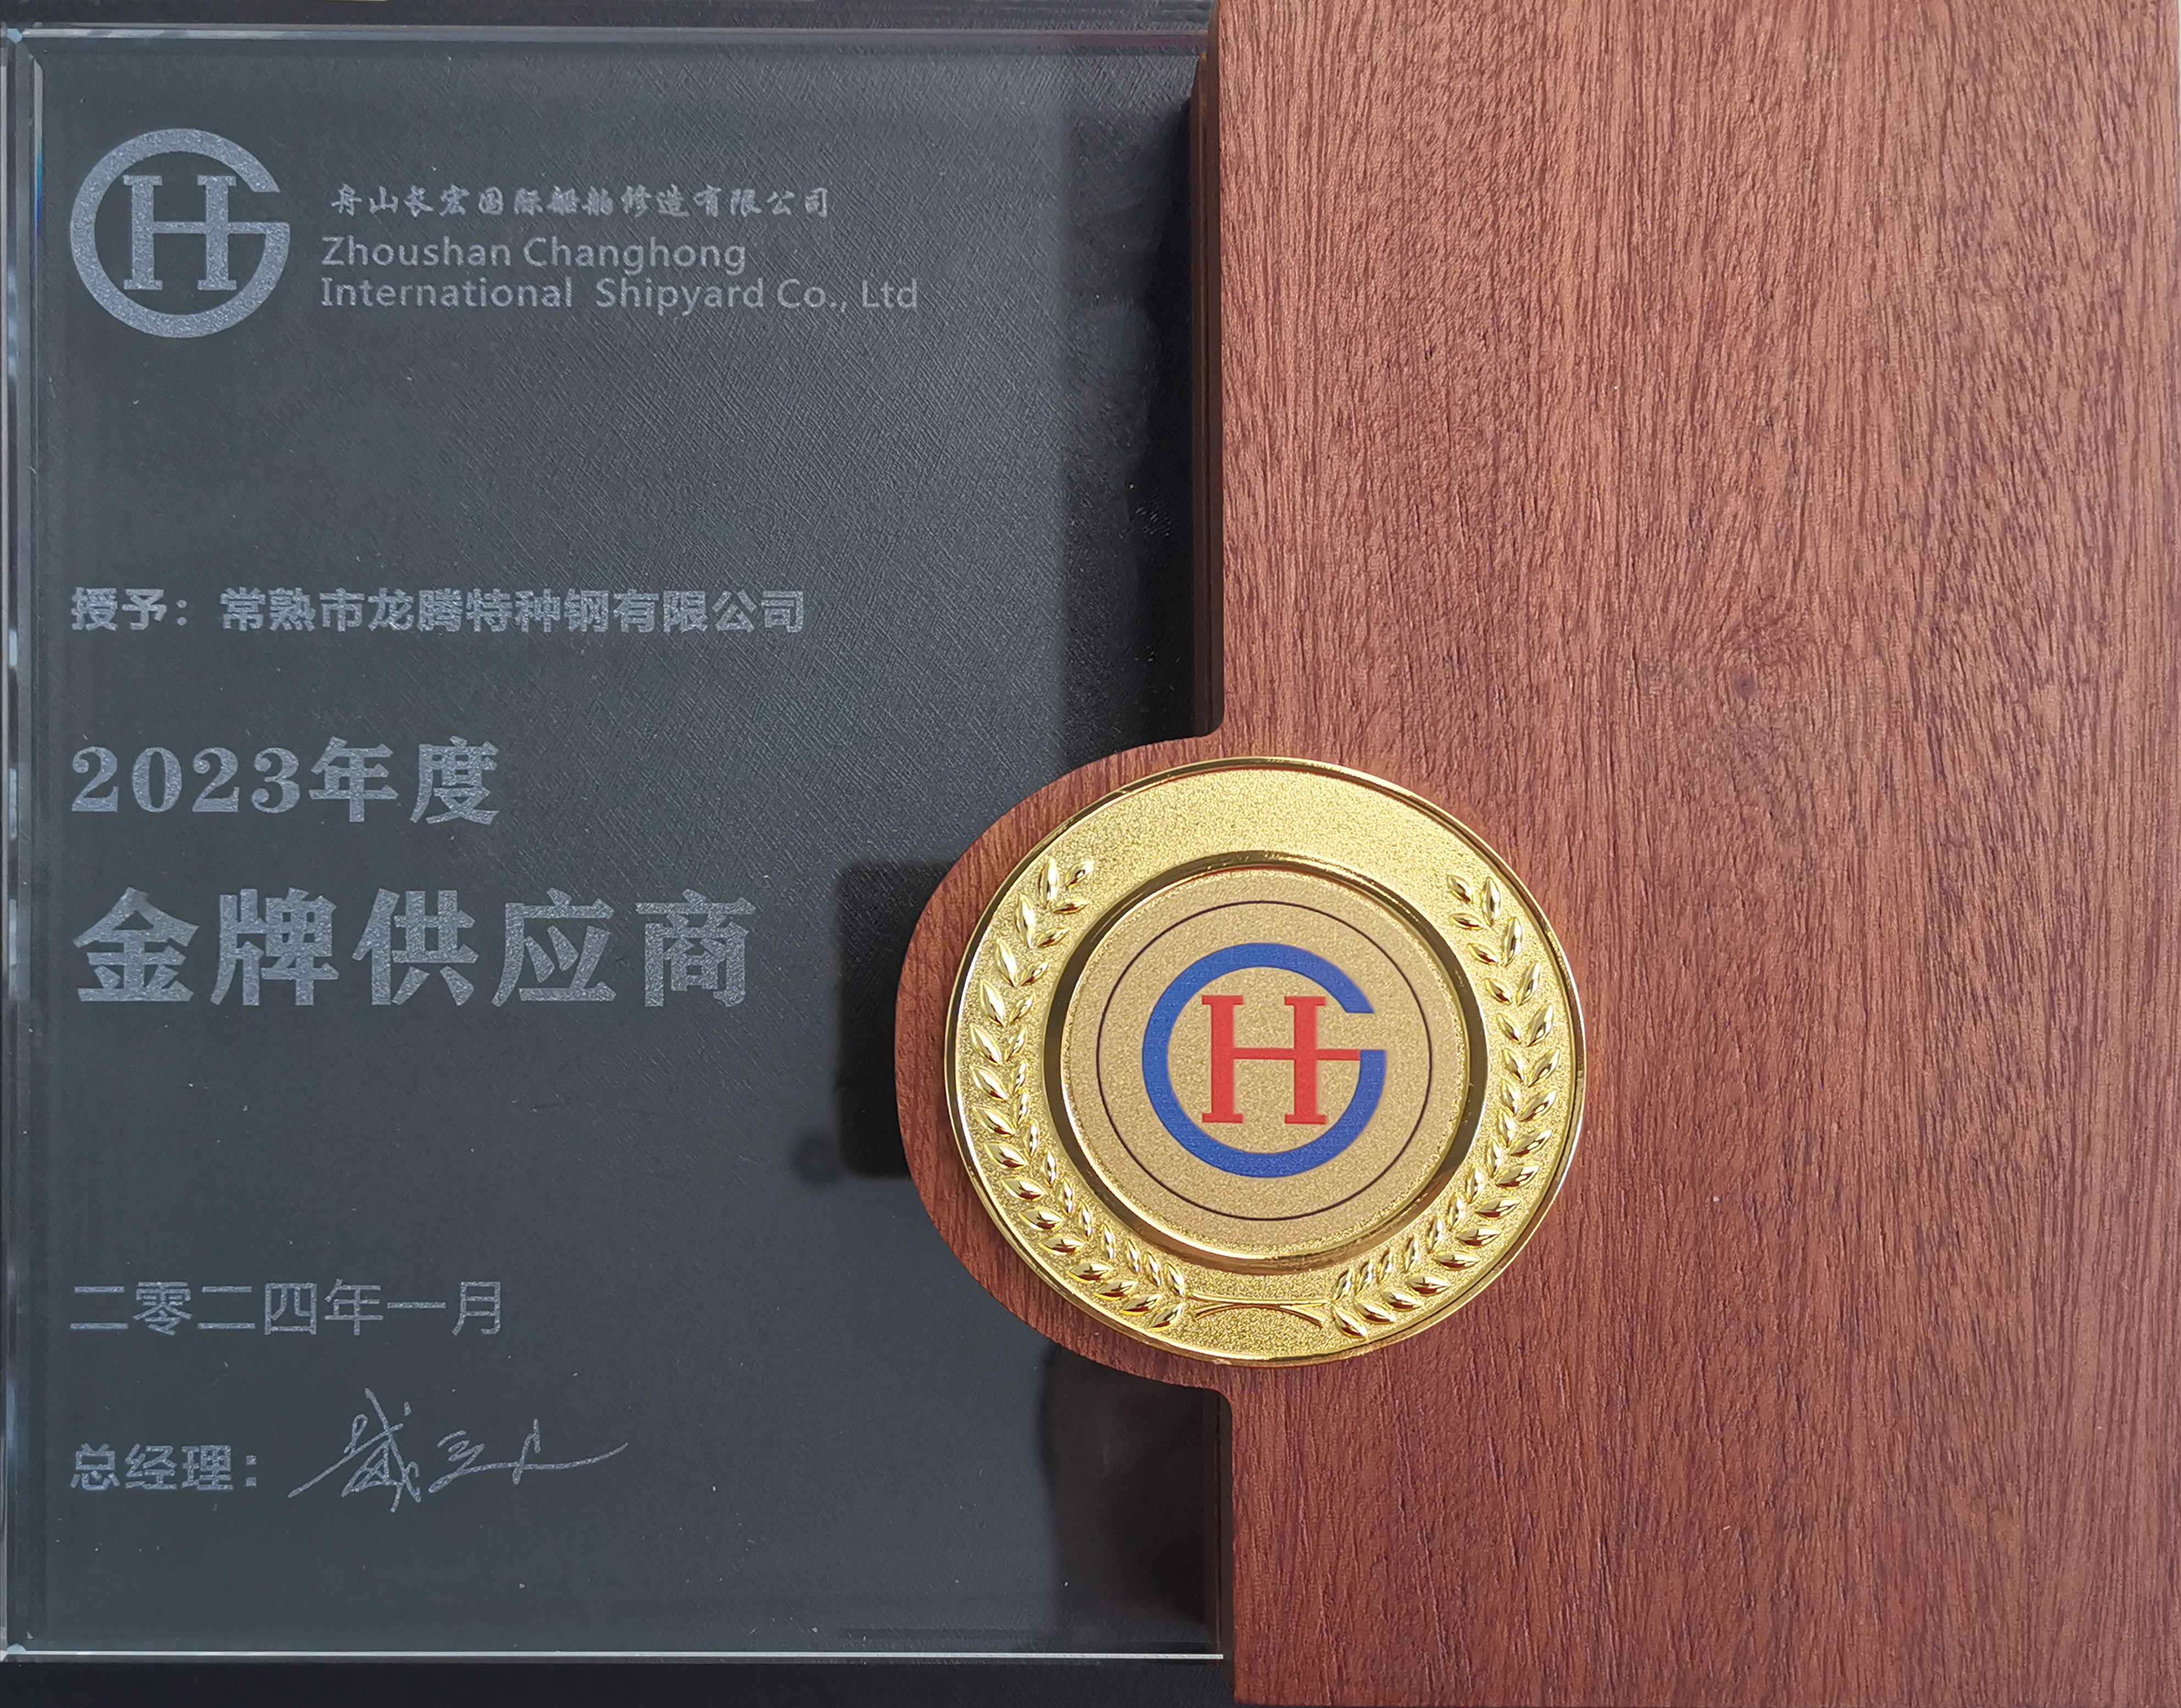 舟山长宏国际船舶修造有限公司
Zhoushan Changhong
International Shipyard Co., Ltd
授予：常熟市龙腾特种钢有限公司
2023年度
金牌供应商
二零二四年一月
总经理：